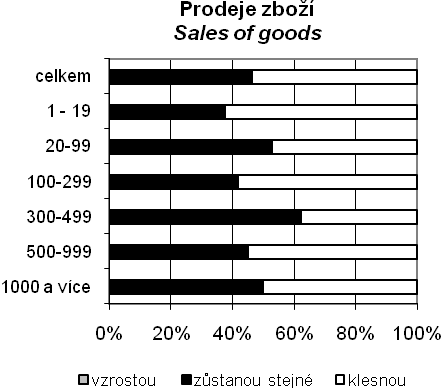 Prodeje zboží
Sales of goods
celkem
1 - 19
20-99
100-299
300-499
500-999
1000 a více
0% 20% 40% 60% 80% 100%
vzrostou zůstanou stejné klesnou